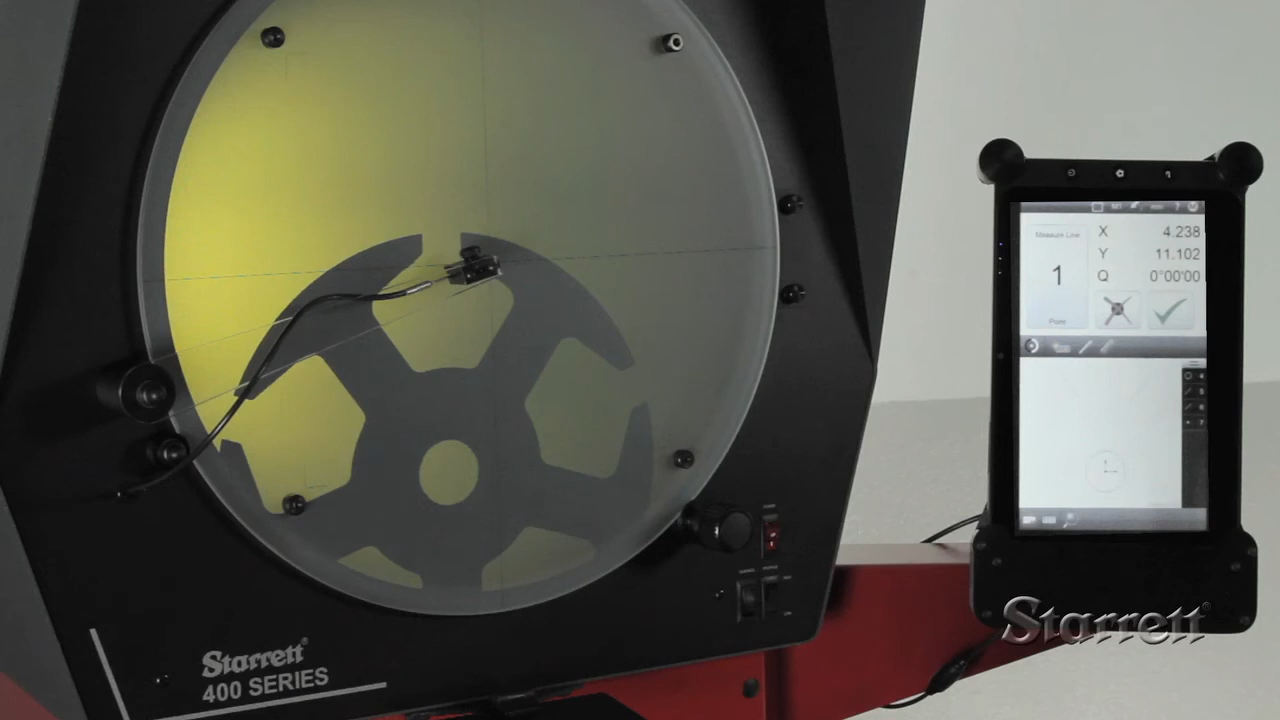 Measure Line
1
Point
X 4.238
Y 11.102
Q 0°00'00
Starrett®
Starrett®
400 SERIES